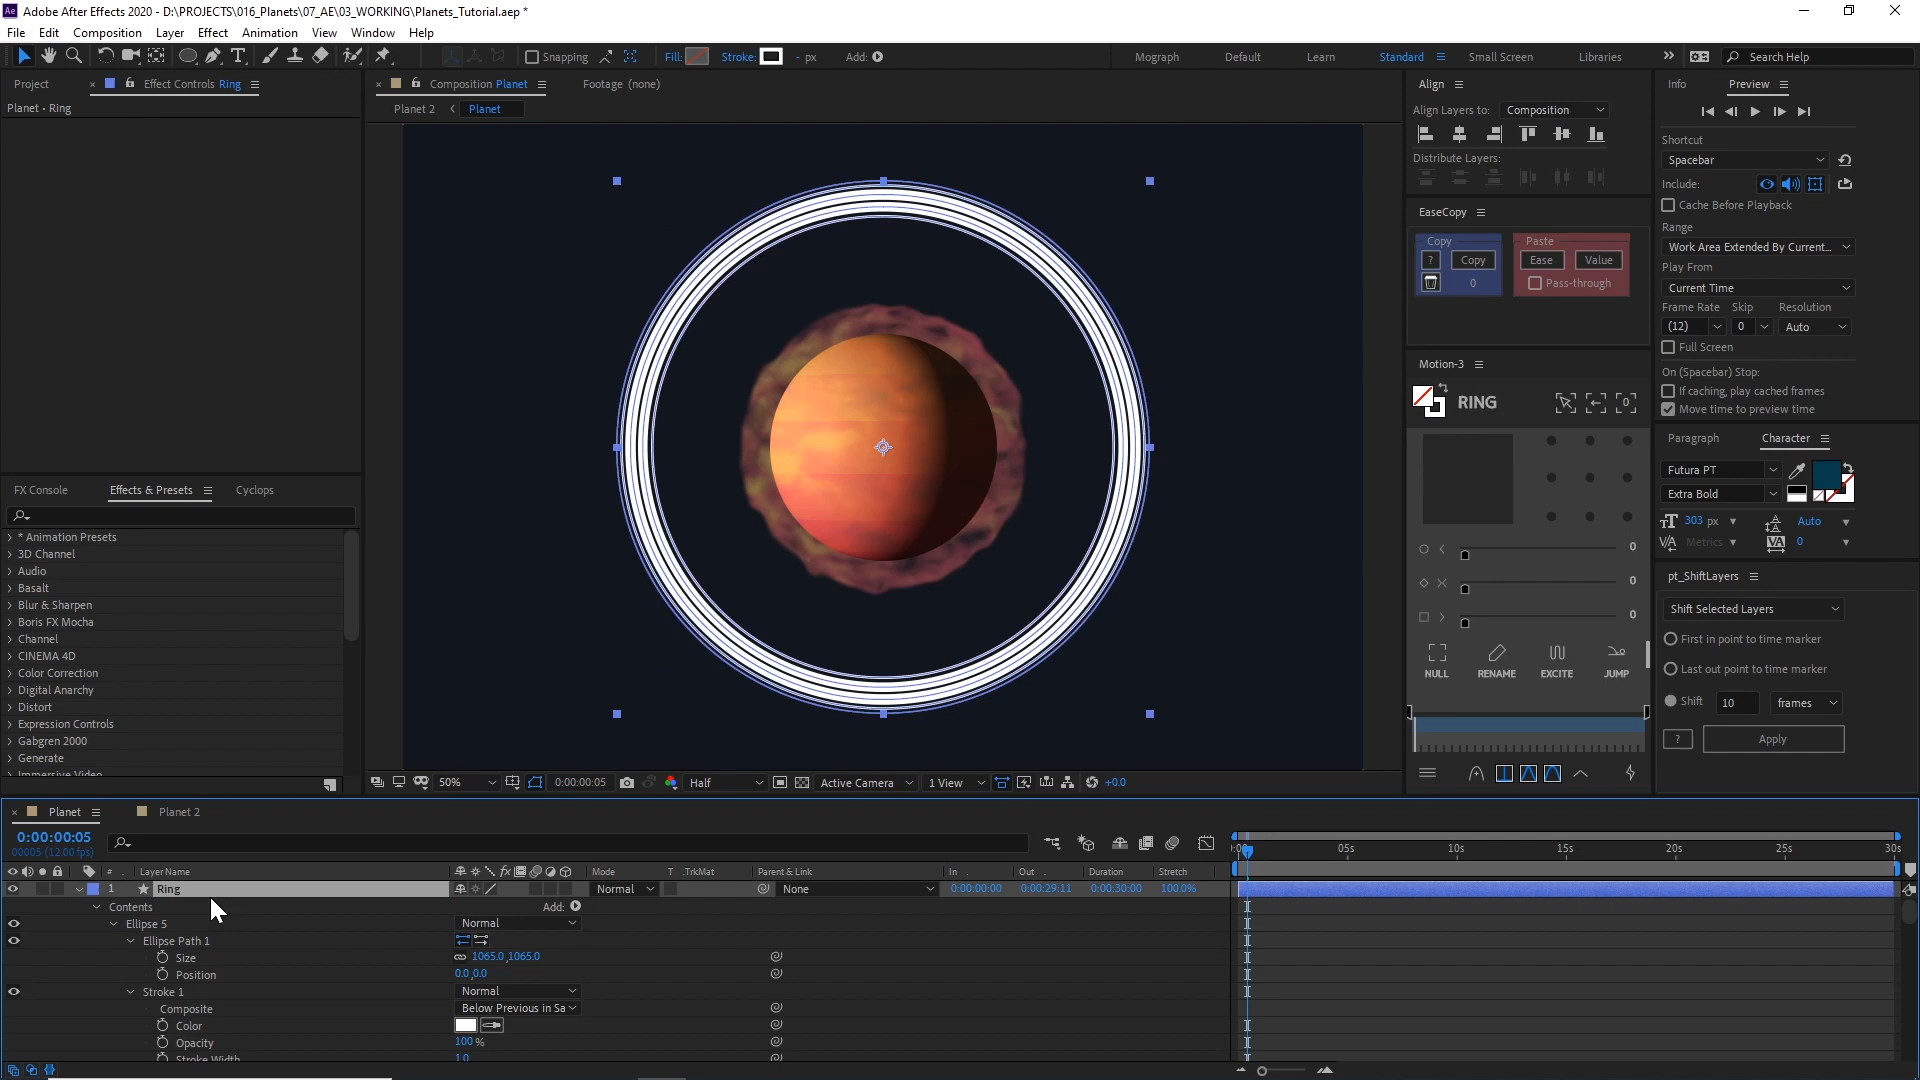 Ae Adobe After Effects 2020 - D:\PROJECTS\016_Planets\07_AE\03_WORKING\Planets_Tutorial.aep *
File Edit Composition Layer Effect Animation View Window Help
Snapping Fill: Stroke: - px Add: Mograph Default Learn Standard Small Screen Libraries Search Help
Project Effect Controls Ring
Planet • Ring
Composition Planet Footage (none)
Planet 2 Planet
FX Console Effects & Presets Cyclops
* Animation Presets
3D Channel
Audio
Basalt
Blur & Sharpen
Boris FX Mocha
Channel
CINEMA 4D
Color Correction
Digital Anarchy
Distort
Expression Controls
Gabgren 2000
Generate
Immersive Video
50% 0:00:00:05 Half Active Camera 1 View +0.0
Align
Align Layers to: Composition
Distribute Layers:
EaseCopy
Copy Paste
? Copy Ease Value
0 Pass-through
Motion-3
RING
0
0
0
NULL RENAME EXCITE JUMP
Info Preview
Shortcut
Spacebar
Include:
Cache Before Playback
Range
Work Area Extended By Current...
Play From
Current Time
Frame Rate Skip Resolution
(12) 0 Auto
Full Screen
On (Spacebar) Stop:
If caching, play cached frames
Move time to preview time
Paragraph Character
Futura PT
Extra Bold
303 px Auto
Metrics 0
pt_ShiftLayers
Shift Selected Layers
First in point to time marker
Last out point to time marker
Shift 10 frames
? Apply
Planet Planet 2
0:00:00:05
00005 (12.00 fps)
# Layer Name Mode T .TrkMat Parent & Link In Out Duration Stretch
05s 10s 15s 20s 25s 30s
1 Ring Normal None 0:00:00:00 0:00:29:11 0:00:30:00 100.0%
Contents Add:
Ellipse 5 Normal
Ellipse Path 1
Size 1065.0,1065.0
Position 0.0,0.0
Stroke 1 Normal
Composite Below Previous in Sa
Color
Opacity 100 %
Stroke Width 1.0